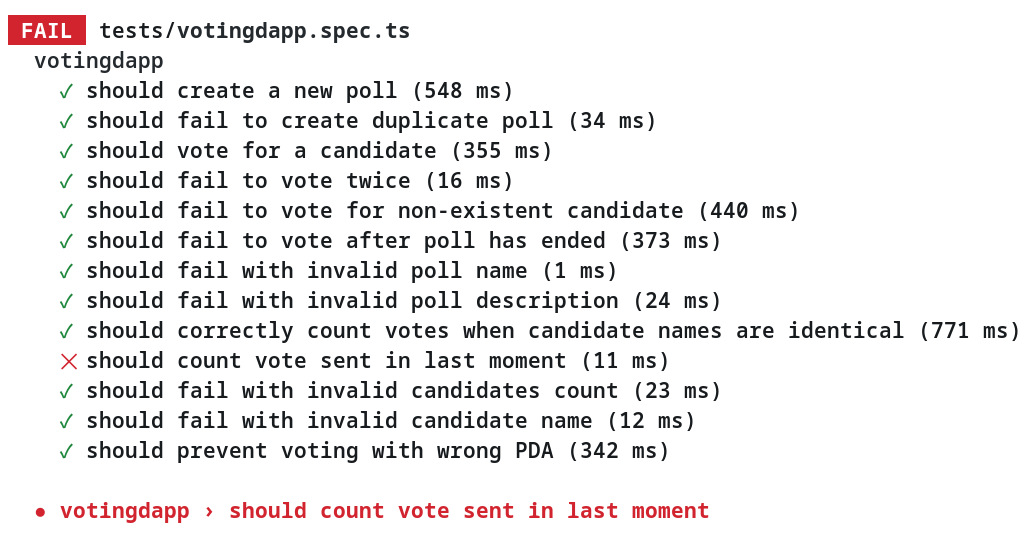 FAIL tests/votingdapp.spec.ts
votingdapp
✓ should create a new poll (548 ms)
✓ should fail to create duplicate poll (34 ms)
✓ should vote for a candidate (355 ms)
✓ should fail to vote twice (16 ms)
✓ should fail to vote for non-existent candidate (440 ms)
✓ should fail to vote after poll has ended (373 ms)
✓ should fail with invalid poll name (1 ms)
✓ should fail with invalid poll description (24 ms)
✓ should correctly count votes when candidate names are identical (771 ms)
✕ should count vote sent in last moment (11 ms)
✓ should fail with invalid candidates count (23 ms)
✓ should fail with invalid candidate name (12 ms)
✓ should prevent voting with wrong PDA (342 ms)
● votingdapp › should count vote sent in last moment